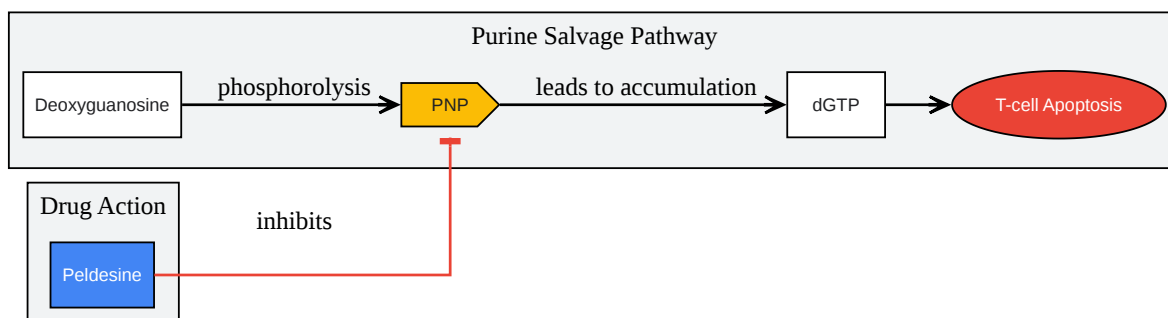 Purine Salvage Pathway
Deoxyguanosine
phosphorolysis
PNP
leads to accumulation
dGTP
T-cell Apoptosis
Drug Action
inhibits
Peldesine